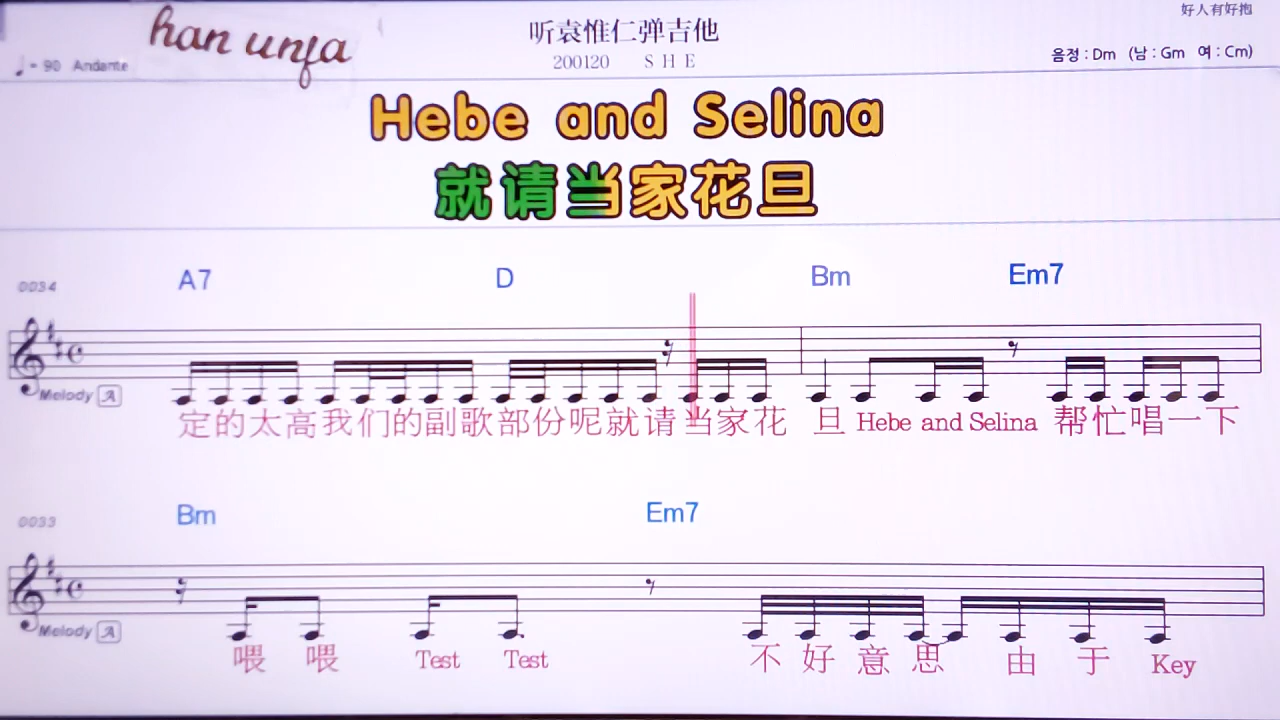 han unfa
听袁惟仁弹吉他
好人有好抱
♩= 90 Andante
200120 S H E
음정 : Dm (남 : Gm 여 : Cm)
Hebe and Selina
就请当家花旦
A7 D Bm Em7
0034
Melody A
定的太高我们的副歌部份呢就请当家花旦 Hebe and Selina 帮忙唱一下
Bm Em7
0033
Melody A
喂 喂 Test Test 不 好 意 思 由 于 Key